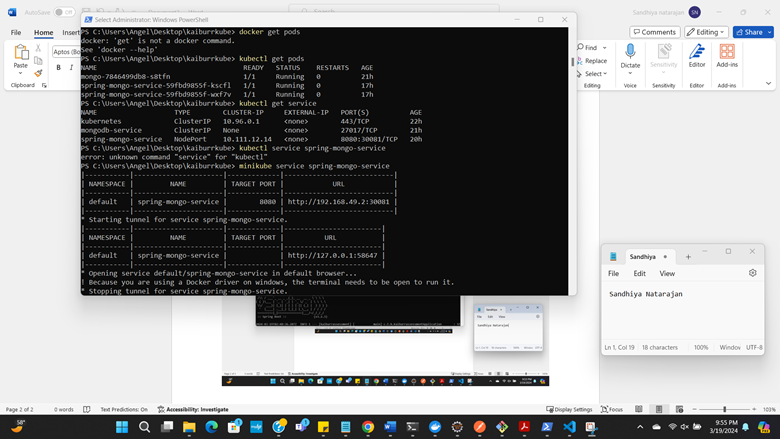 AutoSave
Off
Sandhiya natarajan
SN
File
Home
Comments
Editing
Share
Select Administrator: Windows PowerShell
Paste
Clipboard
Aptos (Bo
B I
Find
Replace
Select
Editing
Dictate
Voice
Sensitivity
Sensitivity
Editor
Editor
Add-ins
Add-ins
PS C:\Users\Angel\Desktop\kaiburrkube> docker get pods
docker: 'get' is not a docker command.
See 'docker --help'
PS C:\Users\Angel\Desktop\kaiburrkube> kubectl get pods
NAME READY STATUS RESTARTS AGE
mongo-7846499db8-s8tfn 1/1 Running 0 21h
spring-mongo-service-59fbd9855f-kscfl 1/1 Running 0 17h
spring-mongo-service-59fbd9855f-wxf7v 1/1 Running 0 17h
PS C:\Users\Angel\Desktop\kaiburrkube> kubectl get service
NAME TYPE CLUSTER-IP EXTERNAL-IP PORT(S) AGE
kubernetes ClusterIP 10.96.0.1 <none> 443/TCP 22h
mongodb-service ClusterIP None <none> 27017/TCP 21h
spring-mongo-service NodePort 10.111.12.14 <none> 8080:30081/TCP 20h
PS C:\Users\Angel\Desktop\kaiburrkube> kubectl service spring-mongo-service
error: unknown command "service" for "kubectl"
PS C:\Users\Angel\Desktop\kaiburrkube> minikube service spring-mongo-service
| NAMESPACE | NAME | TARGET PORT | URL |
| default | spring-mongo-service | 8080 | http://192.168.49.2:30081 |
* Starting tunnel for service spring-mongo-service.
| NAMESPACE | NAME | TARGET PORT | URL |
| default | spring-mongo-service | | http://127.0.0.1:58647 |
* Opening service default/spring-mongo-service in default browser...
! Because you are using a Docker driver on windows, the terminal needs to be open to run it.
* Stopping tunnel for service spring-mongo-service.
Sandhiya
File Edit View
Sandhiya Natarajan
Ln 1, Col 19
18 characters
100%
Window
UTF-8
Sandhiya Natarajan
Page 2 of 2
0 words
Text Predictions: On
Accessibility: Investigate
Display Settings
Focus
103%
58°
9:55 PM
3/19/2024